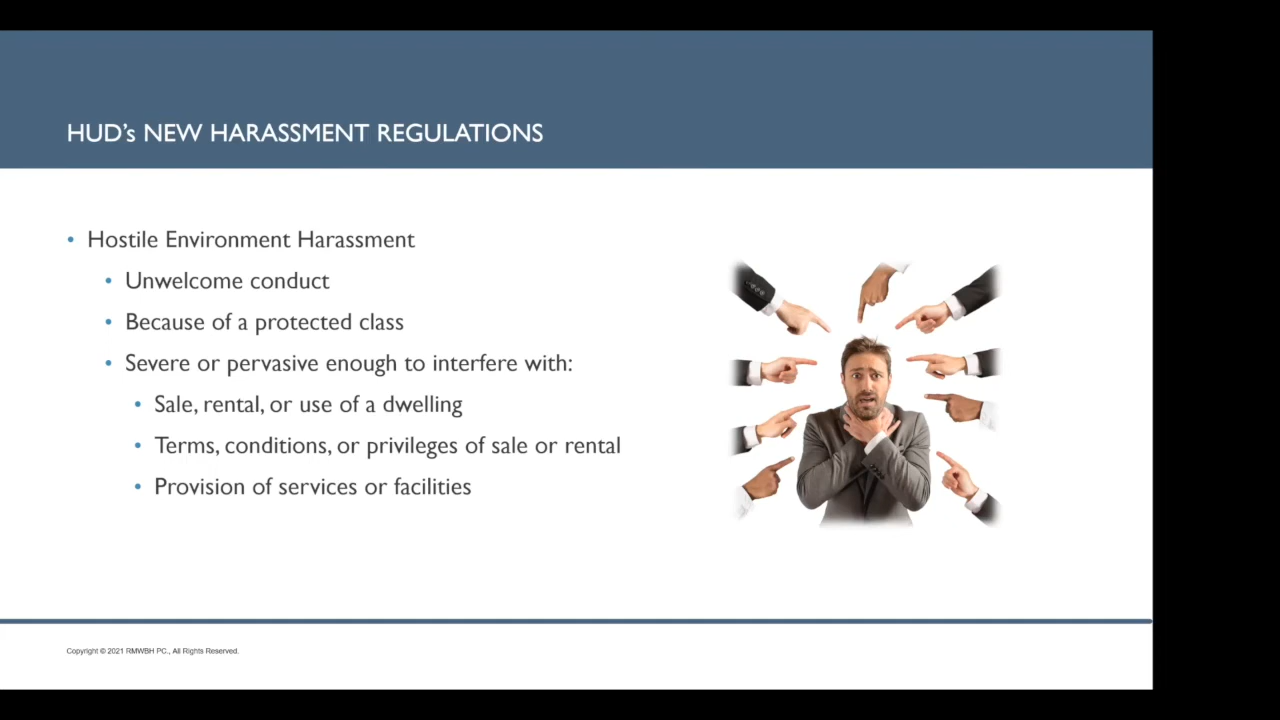 HUD's NEW HARASSMENT REGULATIONS
• Hostile Environment Harassment
• Unwelcome conduct
• Because of a protected class
• Severe or pervasive enough to interfere with:
• Sale, rental, or use of a dwelling
• Terms, conditions, or privileges of sale or rental
• Provision of services or facilities
Copyright © 2021 RMWBH PC., All Rights Reserved.